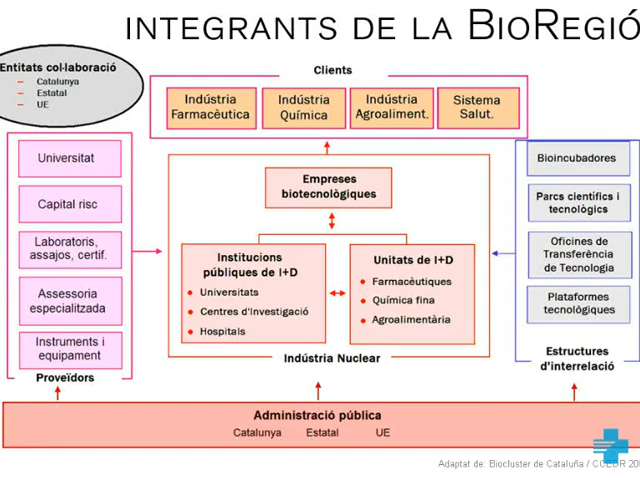 INTEGRANTS DE LA BIOREGIÓ
Entitats col·laboració
– Catalunya
– Estatal
– UE
Clients
Indústria
Farmacèutica
Indústria
Química
Indústria
Agroaliment.
Sistema
Salut.
Universitat
Capital risc
Laboratoris,
assajos, certif.
Assessoria
especialitzada
Instruments i
equipament
Proveïdors
Empreses
biotecnològiques
Institucions
públiques de I+D
• Universitats
• Centres d'Investigació
• Hospitals
Unitats de I+D
• Farmacèutiques
• Química fina
• Agroalimentària
Indústria Nuclear
Bioincubadores
Parcs científics i
tecnològics
Oficines de
Transferència
de Tecnologia
Plataformes
tecnològiques
Estructures
d'interrelació
Administració pública
Catalunya Estatal UE
Adaptat de: Biocluster de Cataluña /